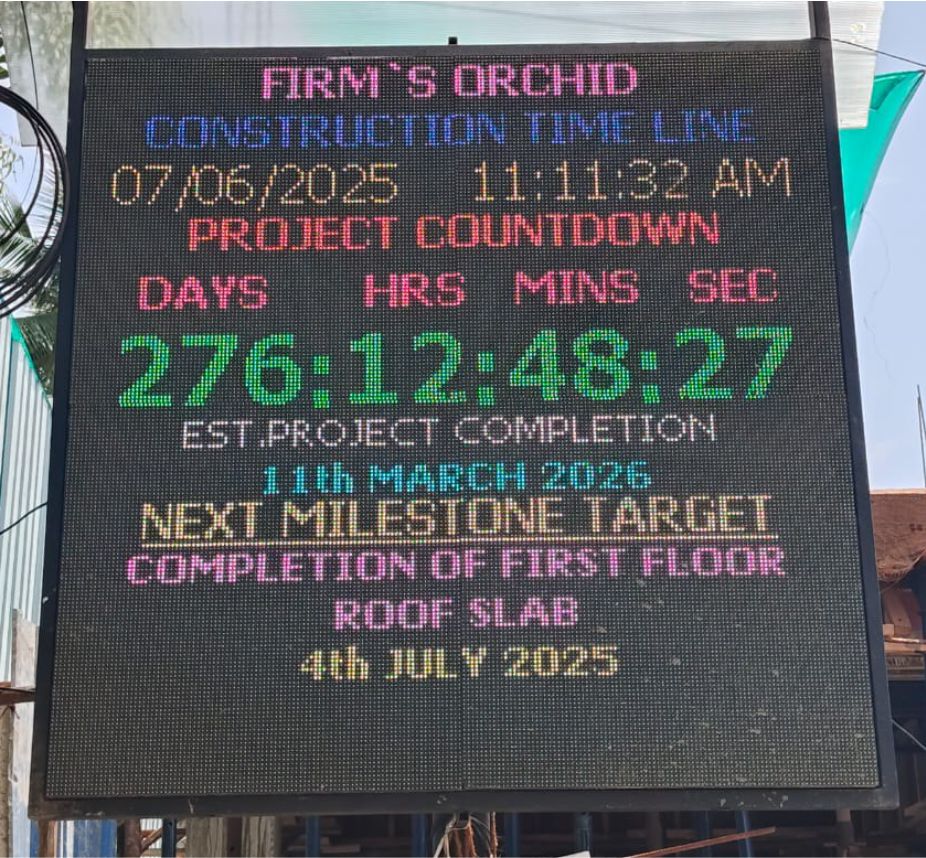 FIRM`S ORCHID
CONSTRUCTION TIME LINE
07/06/2025 11:11:32 AM
PROJECT COUNTDOWN
DAYS HRS MINS SEC
276:12:48:27
EST.PROJECT COMPLETION
11th MARCH 2026
NEXT MILESTONE TARGET
COMPLETION OF FIRST FLOOR
ROOF SLAB
4th JULY 2025